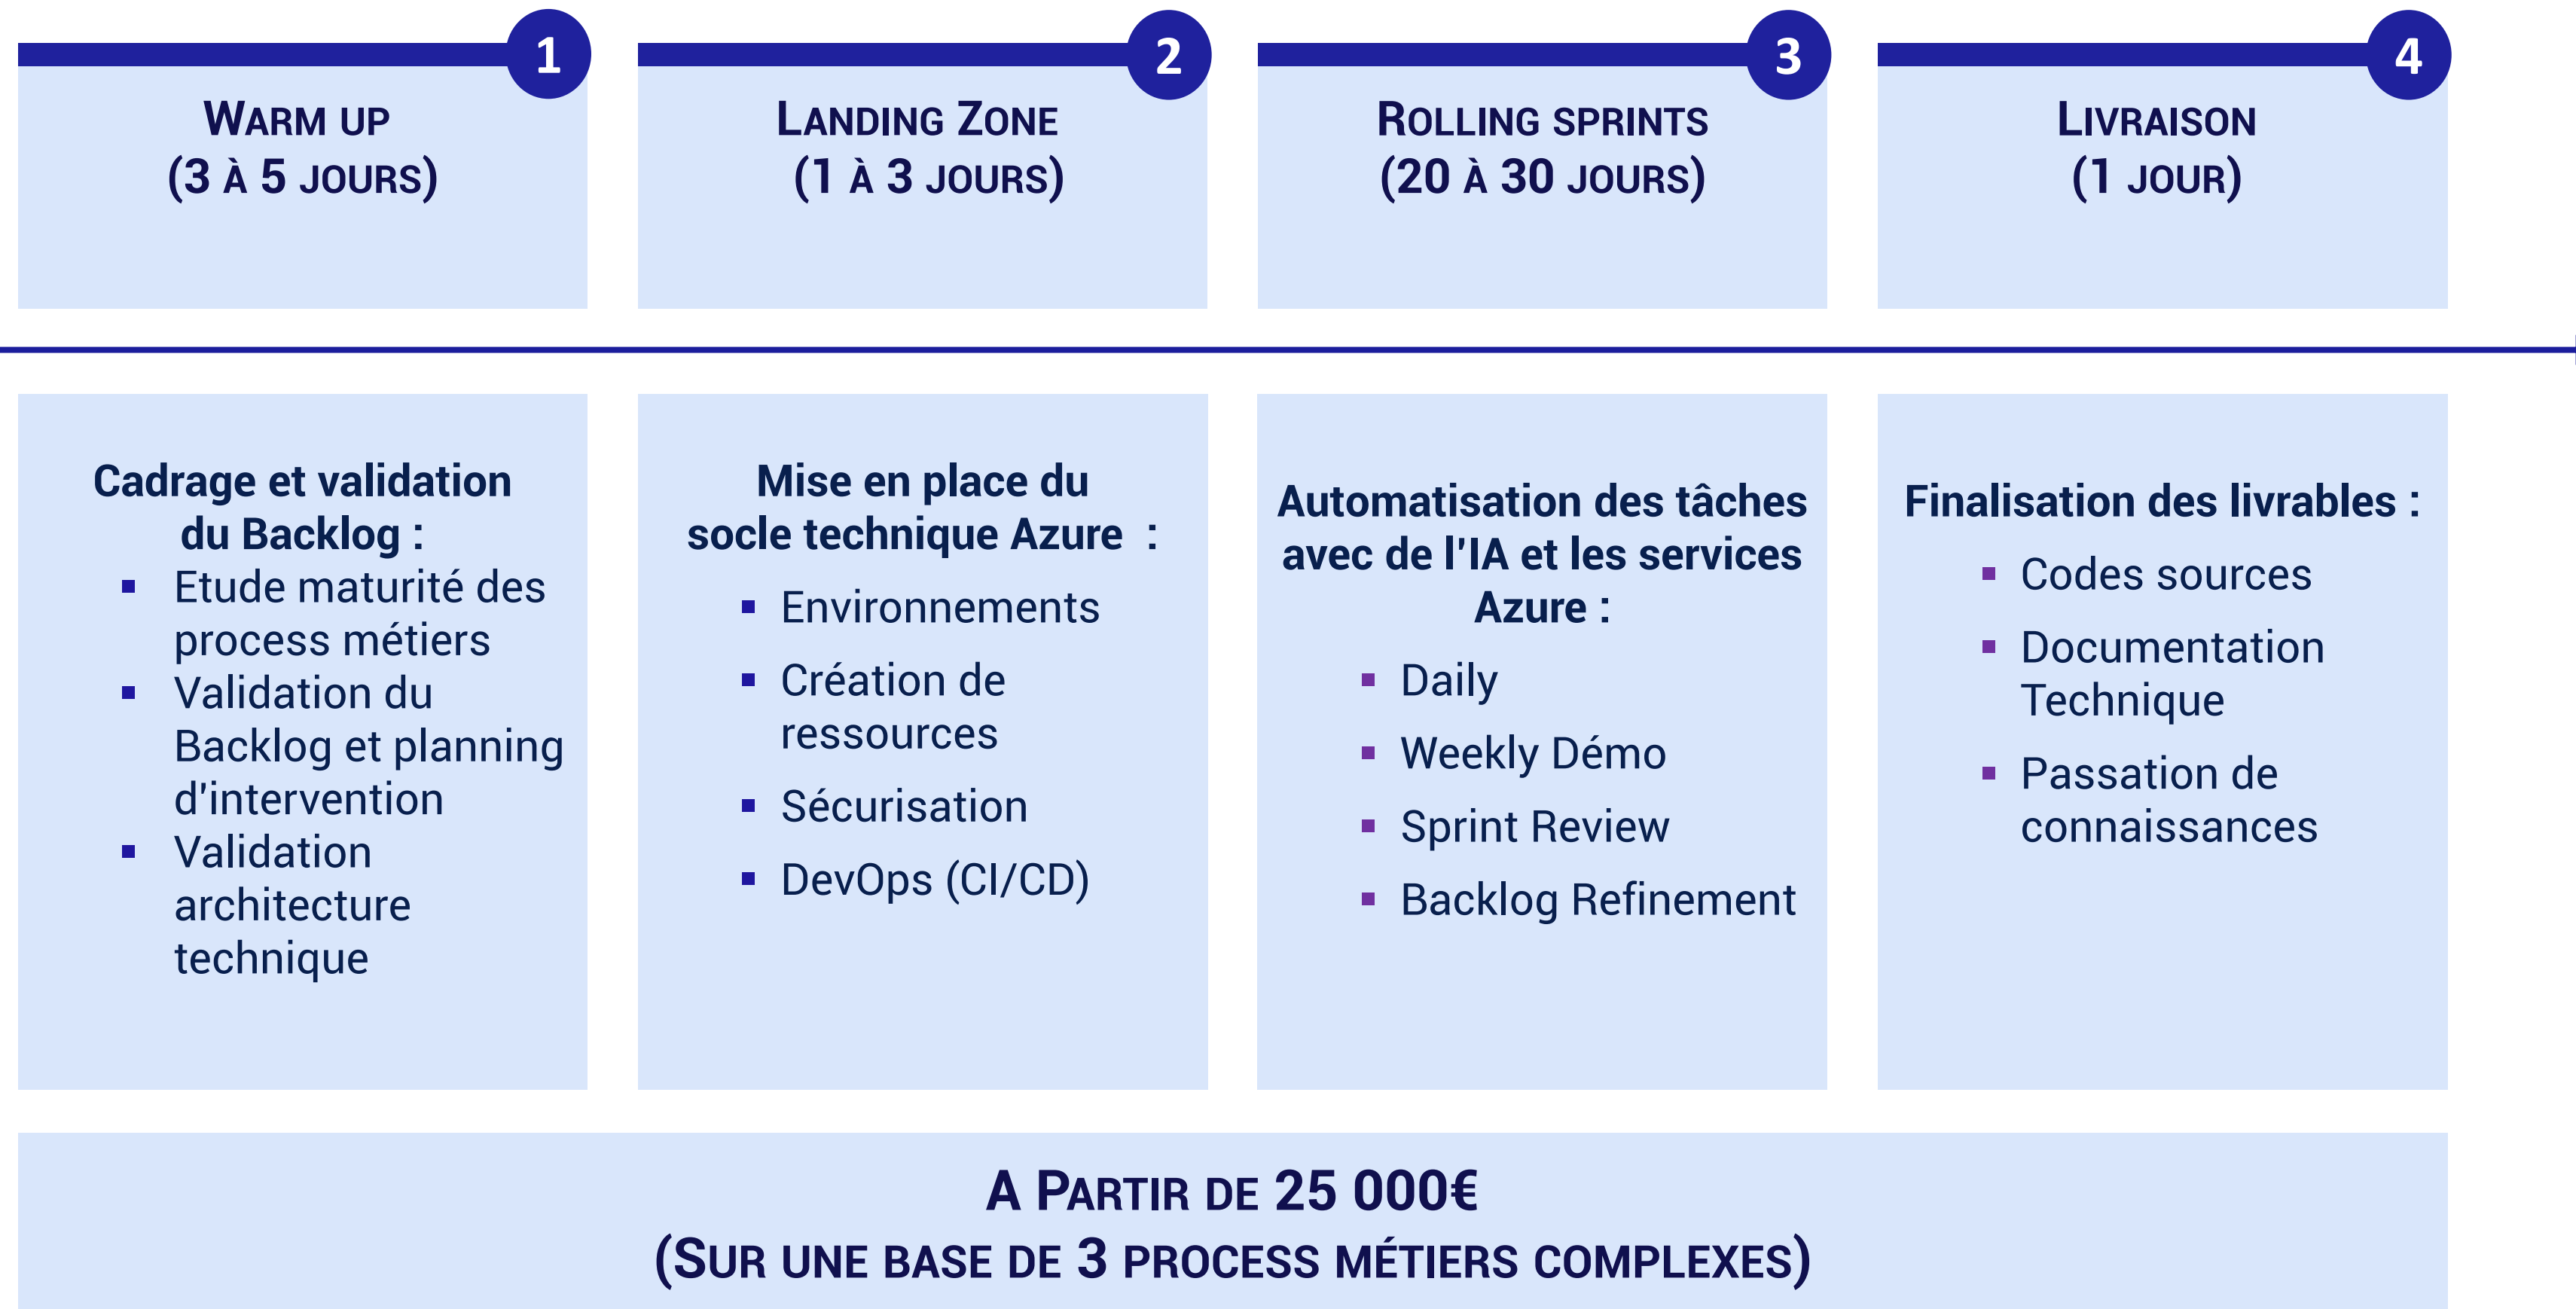 1
WARM UP
(3 À 5 JOURS)
2
LANDING ZONE
(1 À 3 JOURS)
3
ROLLING SPRINTS
(20 À 30 JOURS)
4
LIVRAISON
(1 JOUR)
Cadrage et validation
du Backlog :
▪ Etude maturité des
process métiers
▪ Validation du
Backlog et planning
d'intervention
▪ Validation
architecture
technique
Mise en place du
socle technique Azure :
▪ Environnements
▪ Création de
ressources
▪ Sécurisation
▪ DevOps (CI/CD)
Automatisation des tâches
avec de l'IA et les services
Azure :
▪ Daily
▪ Weekly Démo
▪ Sprint Review
▪ Backlog Refinement
Finalisation des livrables :
▪ Codes sources
▪ Documentation
Technique
▪ Passation de
connaissances
A PARTIR DE 25 000€
(SUR UNE BASE DE 3 PROCESS MÉTIERS COMPLEXES)